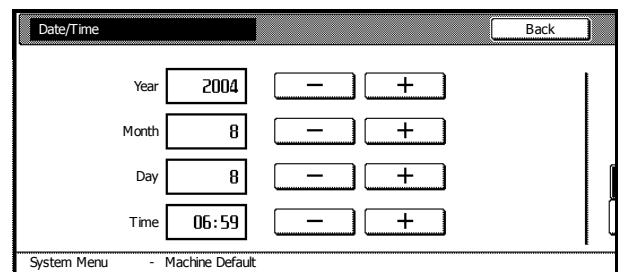 Date/Time Back
Year 2004 — +
Month 8 — +
Day 8 — +
Time 06:59 — +
System Menu - Machine Default